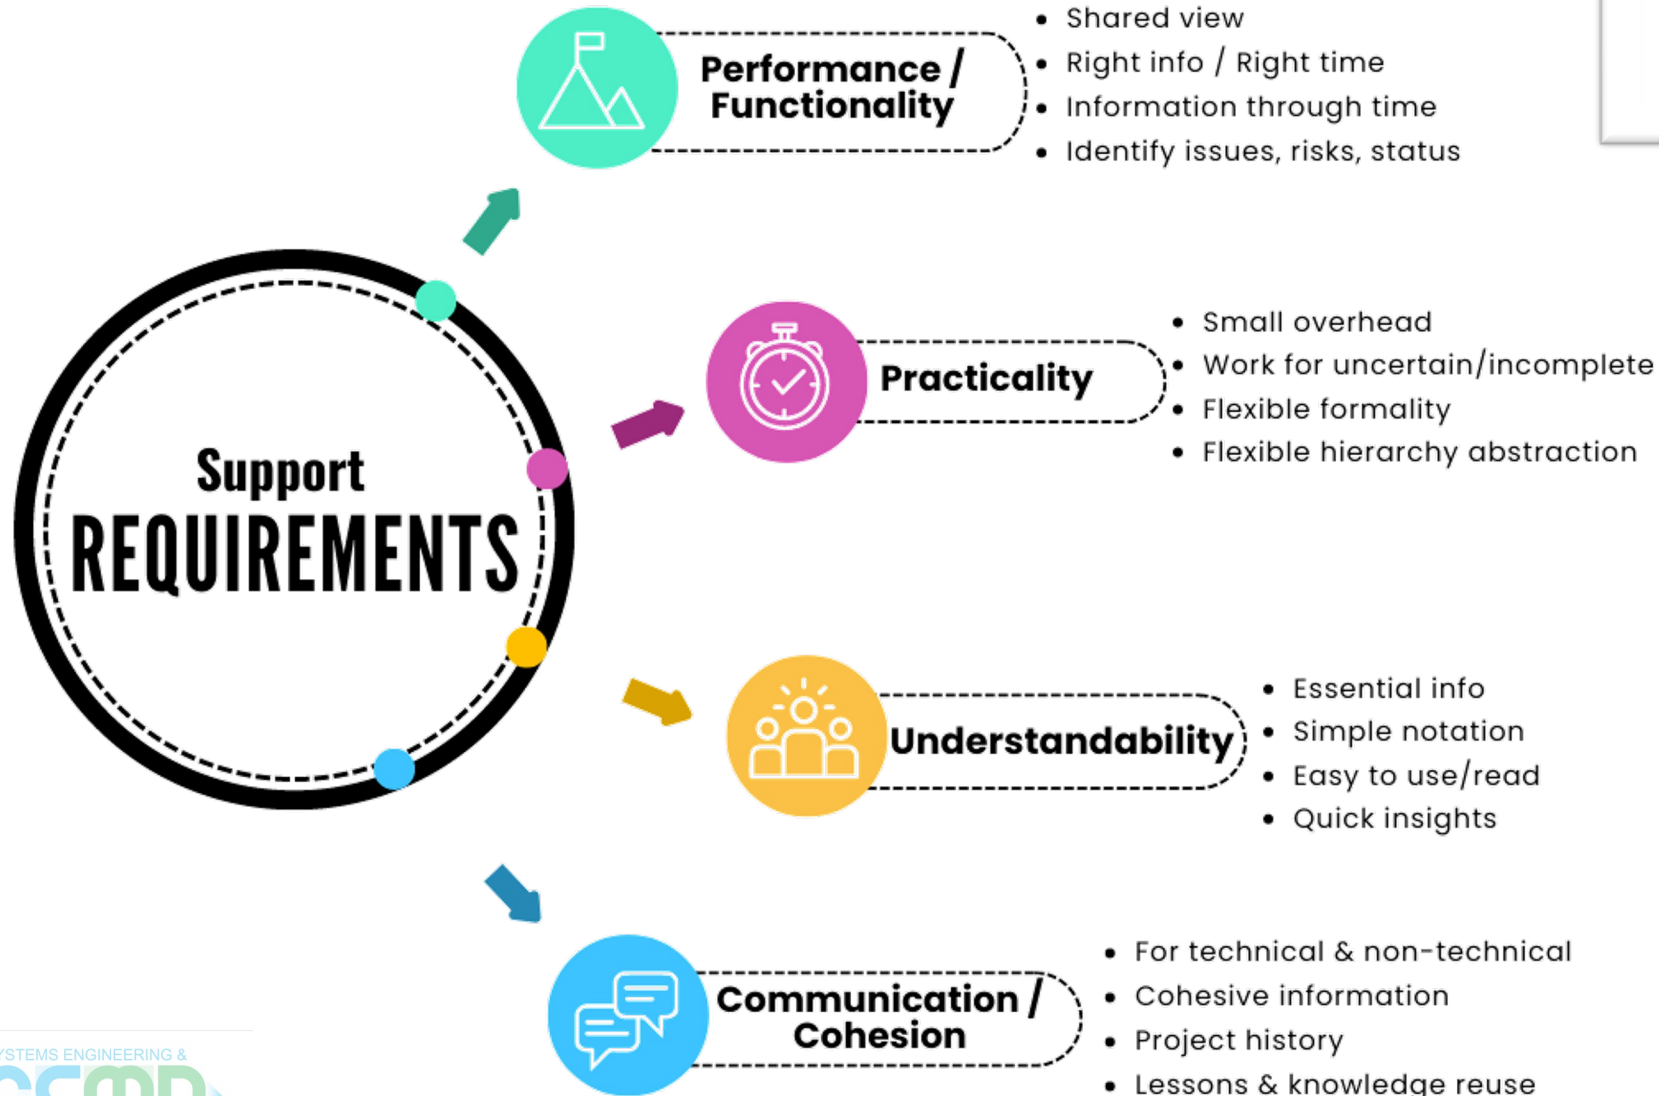 Performance /
Functionality
• Shared view
• Right info / Right time
• Information through time
• Identify issues, risks, status
Support
REQUIREMENTS
Practicality
• Small overhead
• Work for uncertain/incomplete
• Flexible formality
• Flexible hierarchy abstraction
Understandability
• Essential info
• Simple notation
• Easy to use/read
• Quick insights
Communication /
Cohesion
• For technical & non-technical
• Cohesive information
• Project history
• Lessons & knowledge reuse
ENGINEERING &